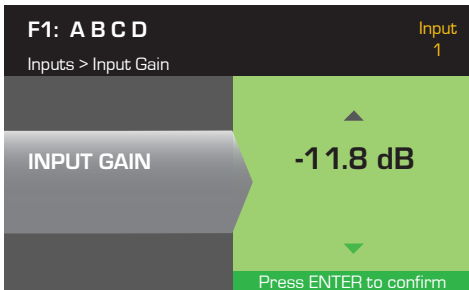 F1: A B C D
Input
1
Inputs > Input Gain
INPUT GAIN
-11.8 dB
Press ENTER to confirm